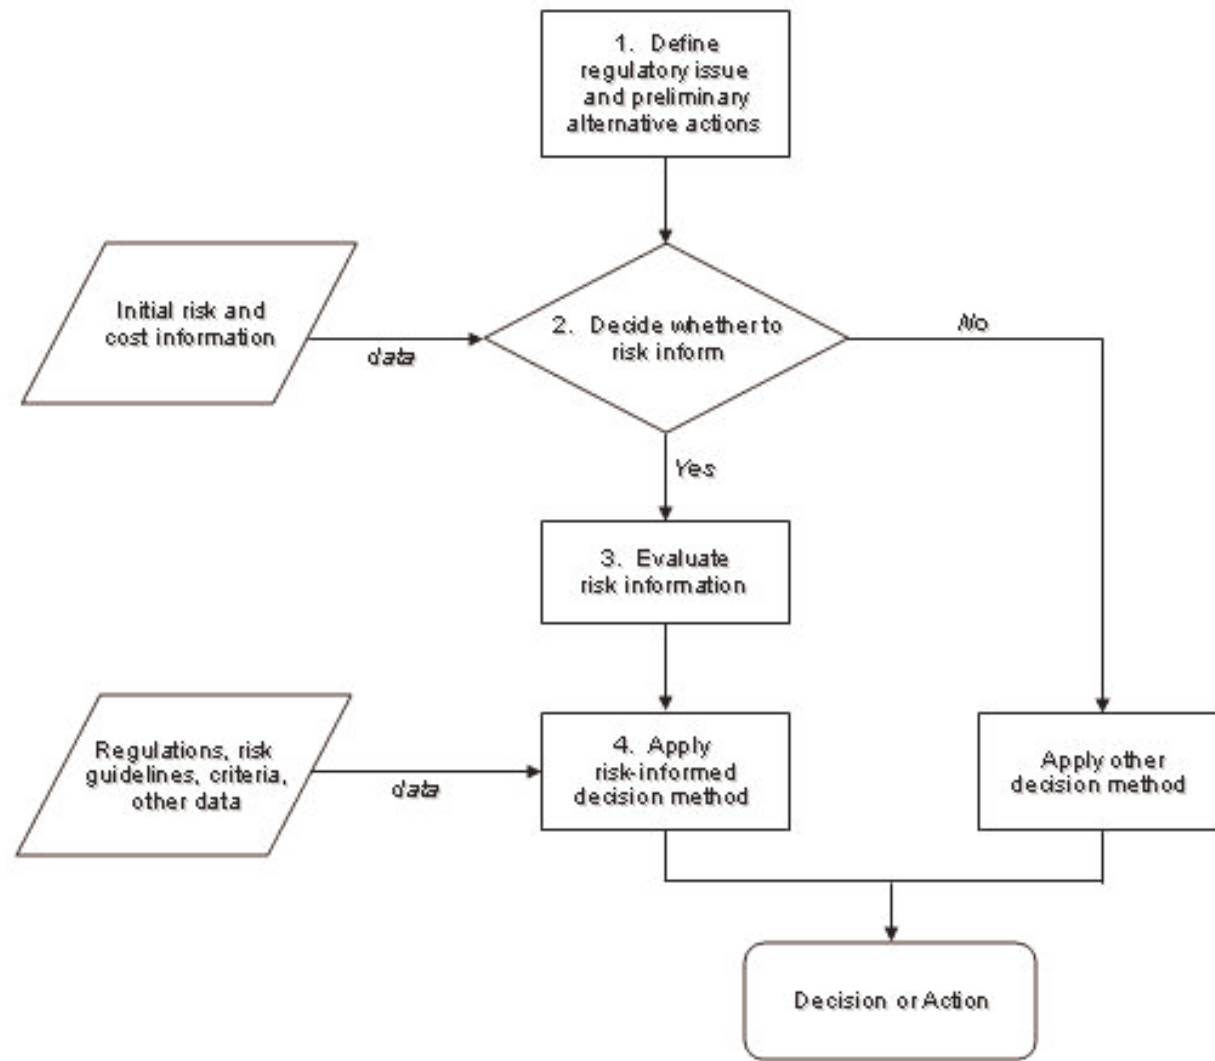 1. Define
regulatory issue
and preliminary
alternative actions
Initial risk and
cost information
data
2. Decide whether to
risk inform
No
Yes
3. Evaluate
risk information
Regulations, risk
guidelines, criteria,
other data
data
4. Apply
risk-informed
decision method
Apply other
decision method
Decision or Action